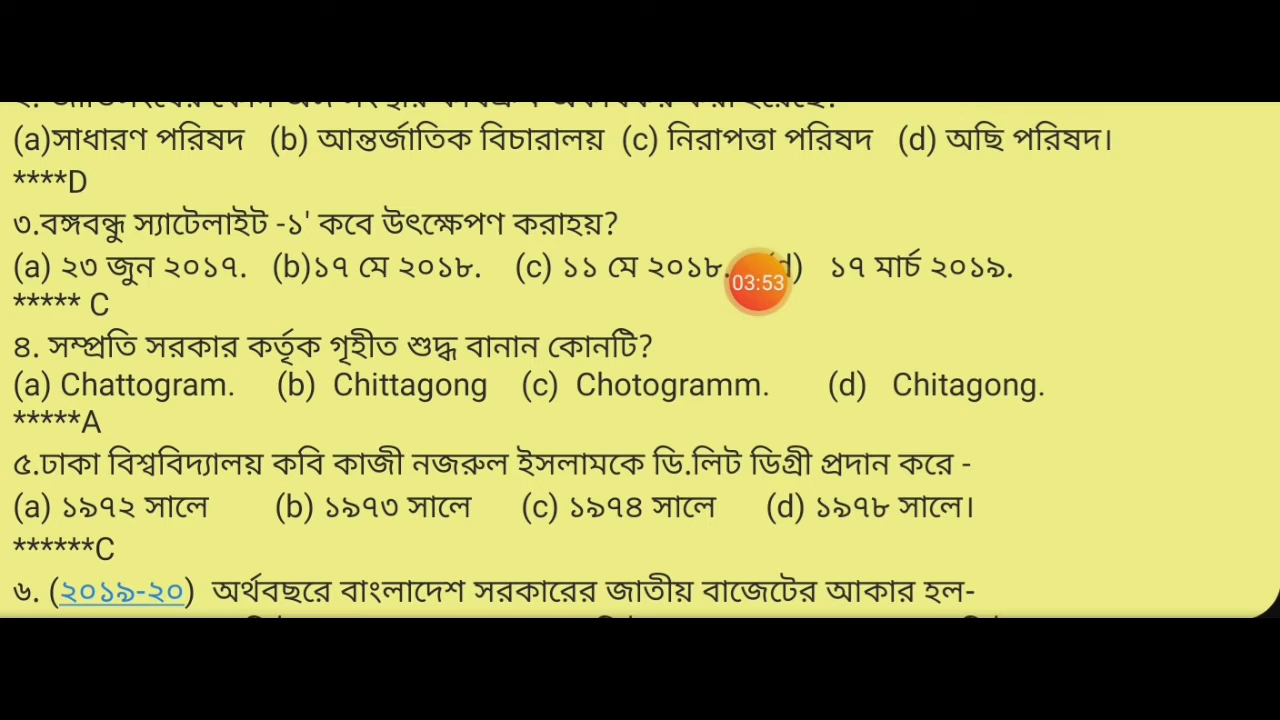 (a)সাধারণ পরিষদ (b) আন্তর্জাতিক বিচারালয় (c) নিরাপত্তা পরিষদ (d) অছি পরিষদ।
****D
৩.বঙ্গবন্ধু স্যাটেলাইট -১' কবে উৎক্ষেপণ করাহয়?
(a) ২৩ জুন ২০১৭. (b)১৭ মে ২০১৮. (c) ১১ মে ২০১৮. 03:53 d) ১৭ মার্চ ২০১৯.
***** C
৪. সম্প্রতি সরকার কর্তৃক গৃহীত শুদ্ধ বানান কোনটি?
(a) Chattogram. (b) Chittagong (c) Chotogramm. (d) Chitagong.
*****A
৫.ঢাকা বিশ্ববিদ্যালয় কবি কাজী নজরুল ইসলামকে ডি.লিট ডিগ্রী প্রদান করে -
(a) ১৯৭২ সালে (b) ১৯৭৩ সালে (c) ১৯৭৪ সালে (d) ১৯৭৮ সালে।
******C
৬. (২০১৯-২০) অর্থবছরে বাংলাদেশ সরকারের জাতীয় বাজেটের আকার হল-